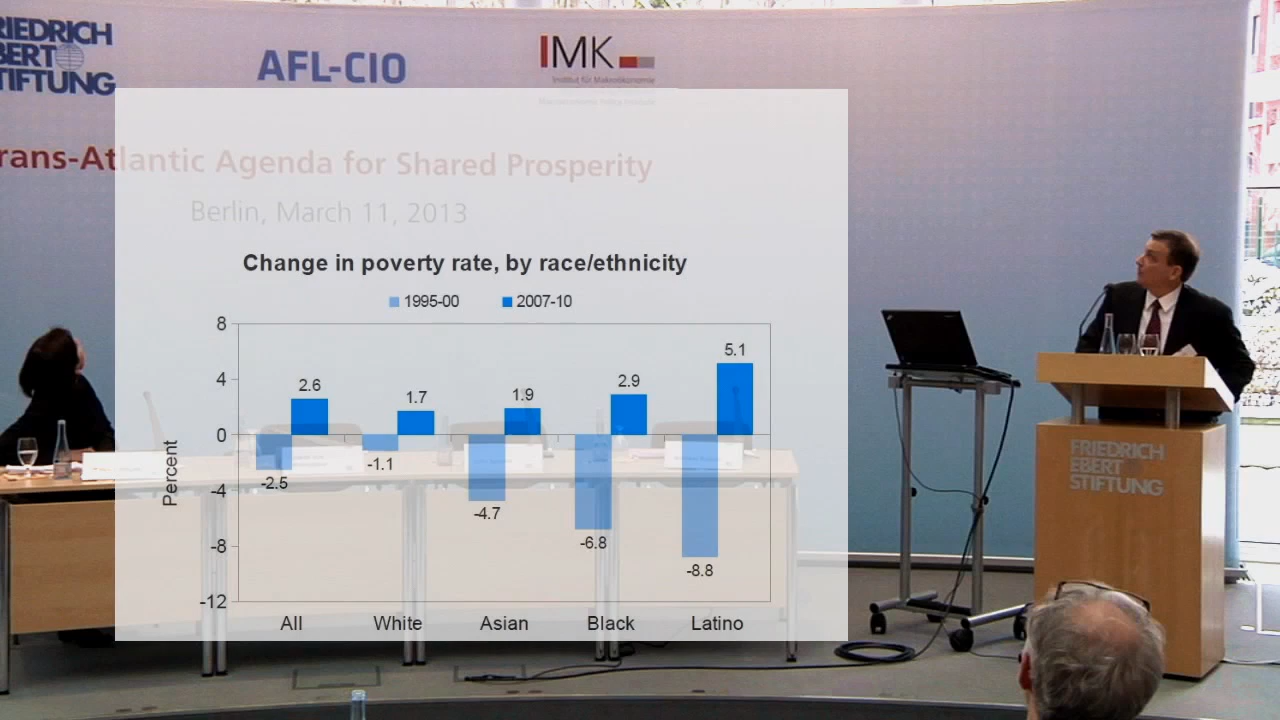 FRIEDRICH
EBERT
STIFTUNG
AFL-CIO
IMK
Institut für Makroökonomie
rans-Atlantic Agenda for Shared Prosperity
Berlin, March 11, 2013
Change in poverty rate, by race/ethnicity
1995-00 2007-10
8
4
0
-4
-8
-12
Percent
2.6
1.7
1.9
2.9
5.1
-2.5
-1.1
-4.7
-6.8
-8.8
All White Asian Black Latino
FRIEDRICH
EBERT
STIFTUNG